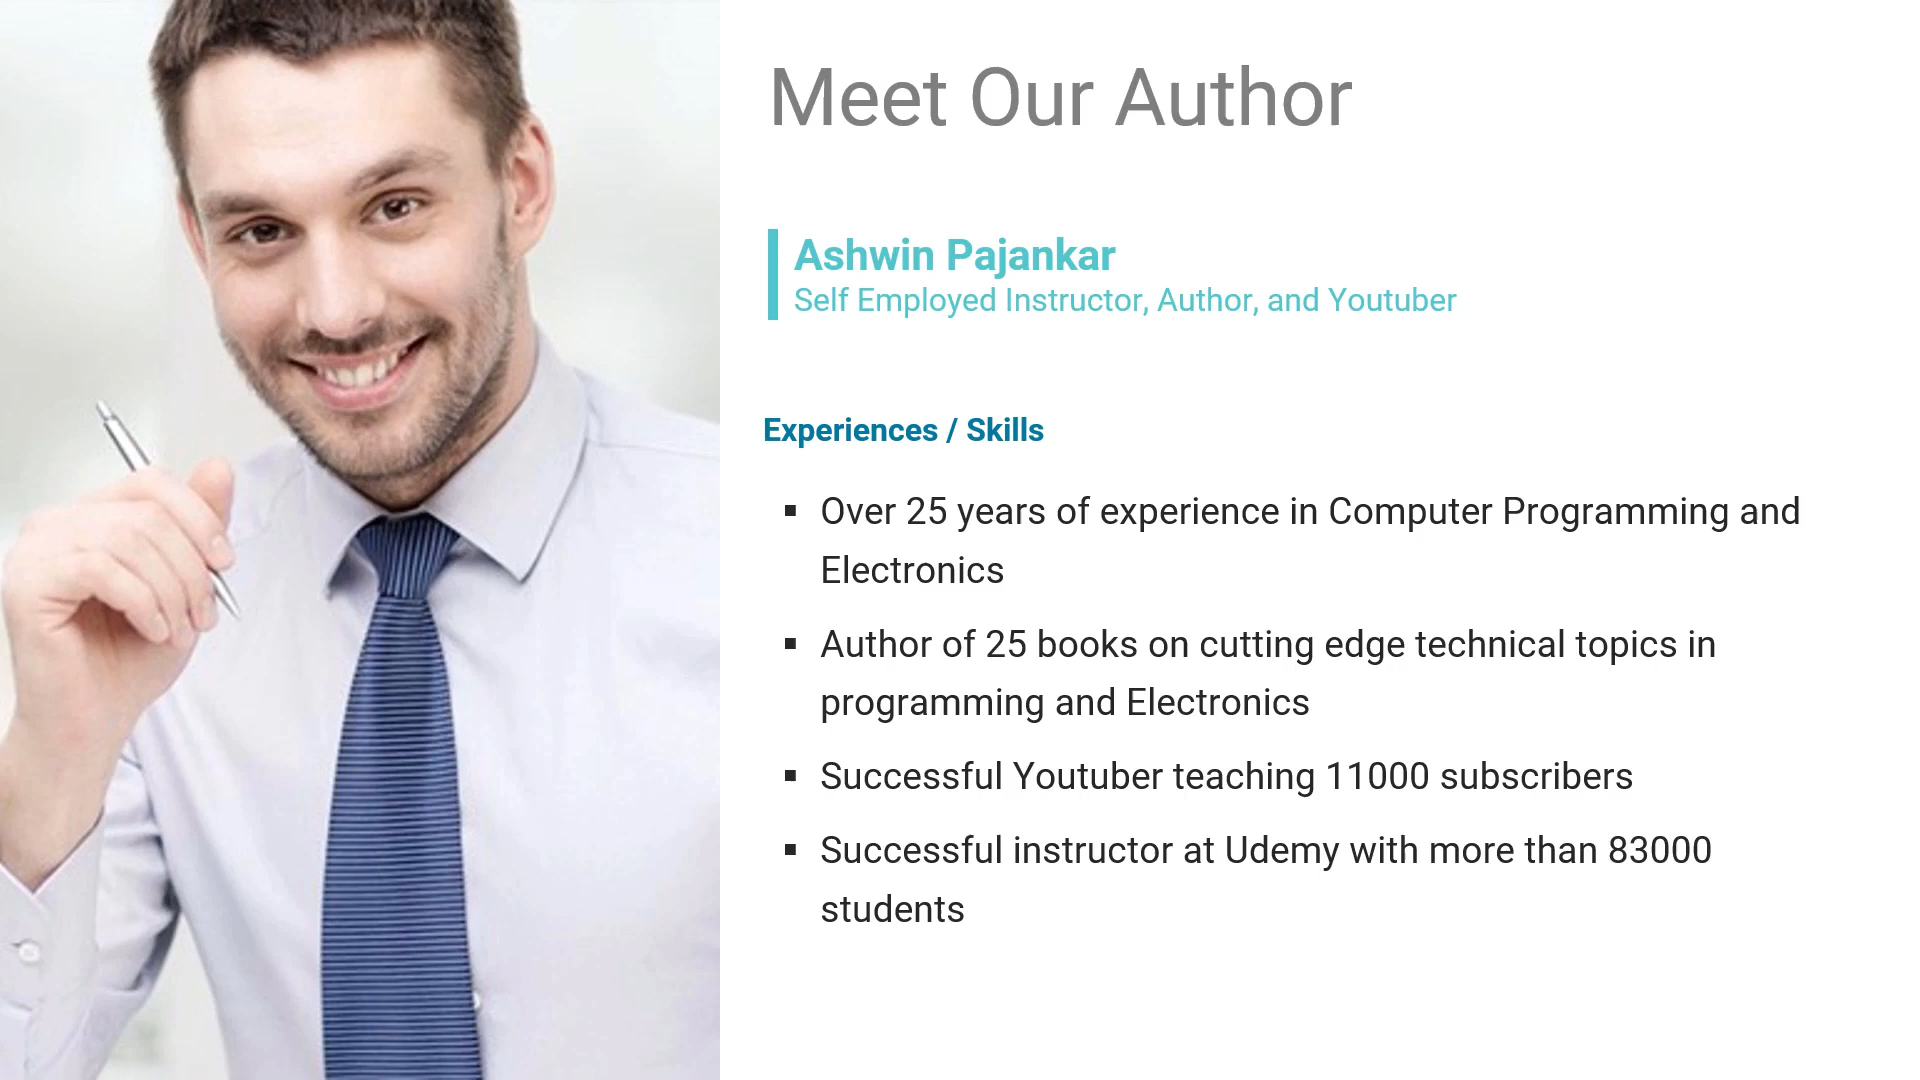 Meet Our Author
Ashwin Pajankar
Self Employed Instructor, Author, and Youtuber
Experiences / Skills
▪ Over 25 years of experience in Computer Programming and
Electronics
▪ Author of 25 books on cutting edge technical topics in
programming and Electronics
▪ Successful Youtuber teaching 11000 subscribers
▪ Successful instructor at Udemy with more than 83000
students